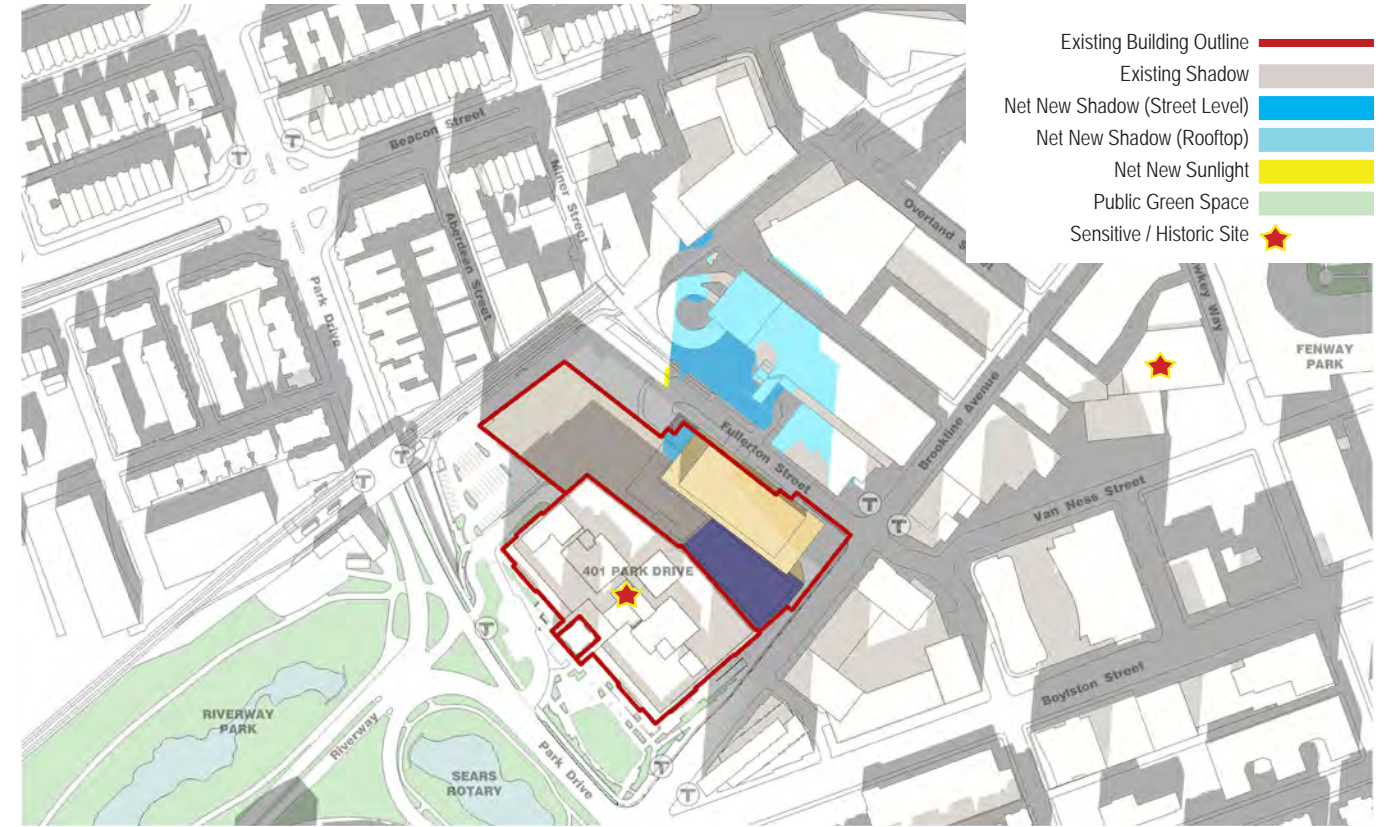 Existing Building Outline
Existing Shadow
Net New Shadow (Street Level)
Net New Shadow (Rooftop)
Net New Sunlight
Public Green Space
Sensitive / Historic Site
Beacon Street
T
T
Miner Street
Aberdeen Street
Park Drive
Overland
FENWAY
PARK
Brookline Avenue
Fullerton Street
T
T
T
T
Van Ness Street
401 PARK DRIVE
T
Boylston Street
RIVERWAY
PARK
Riverway
SEARS
ROTARY
Park Drive
T
T